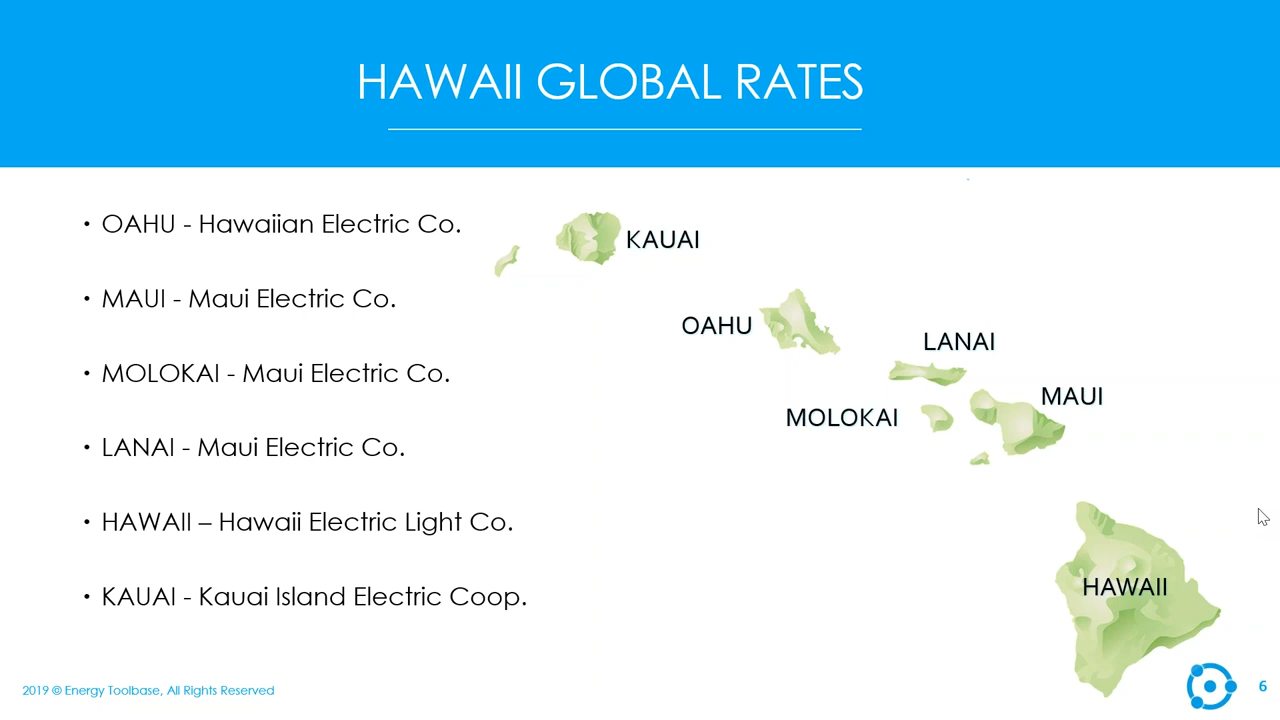 HAWAII GLOBAL RATES
• OAHU - Hawaiian Electric Co.
• MAUI - Maui Electric Co.
• MOLOKAI - Maui Electric Co.
• LANAI - Maui Electric Co.
• HAWAII – Hawaii Electric Light Co.
• KAUAI - Kauai Island Electric Coop.
KAUAI
OAHU
LANAI
MAUI
MOLOKAI
HAWAII
2019 © Energy Toolbase, All Rights Reserved
6